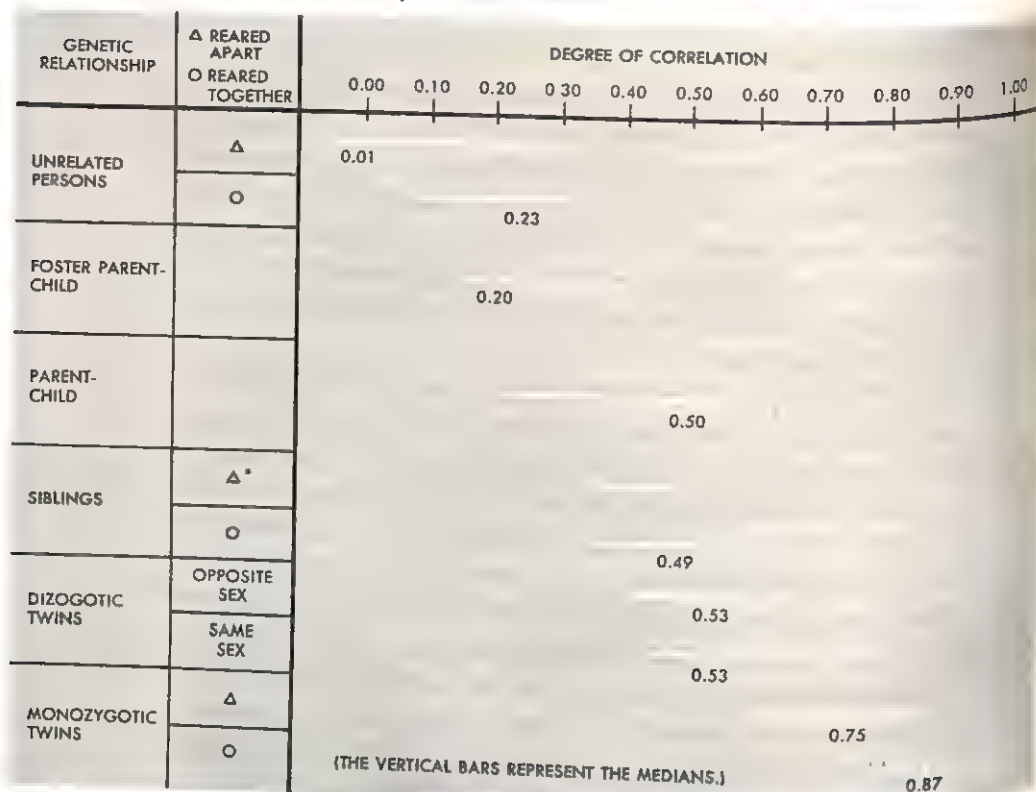 GENETIC
RELATIONSHIP
△ REARED
APART
O REARED
TOGETHER
DEGREE OF CORRELATION
0.00 0.10 0.20 0 30 0.40 0.50 0.60 0.70 0.80 0.90 1.00
UNRELATED
PERSONS
△
0.01
O
0.23
FOSTER PARENT-
CHILD
0.20
PARENT-
CHILD
0.50
SIBLINGS
△*
O
0.49
DIZOGOTIC
TWINS
OPPOSITE
SEX
0.53
SAME
SEX
0.53
MONOZYGOTIC
TWINS
△
0.75
O
0.87
(THE VERTICAL BARS REPRESENT THE MEDIANS.)